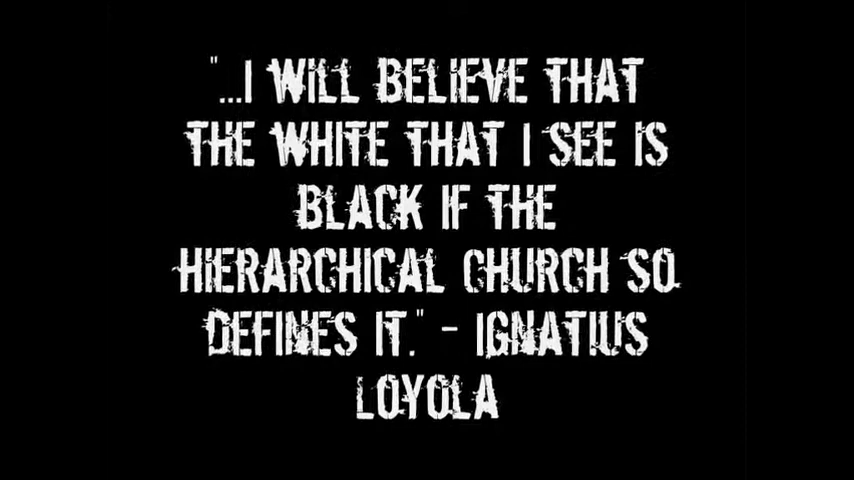 "...I WILL BELIEVE THAT
THE WHITE THAT I SEE IS
BLACK IF THE
HIERARCHICAL CHURCH SO
DEFINES IT." - IGNATIUS
LOYOLA